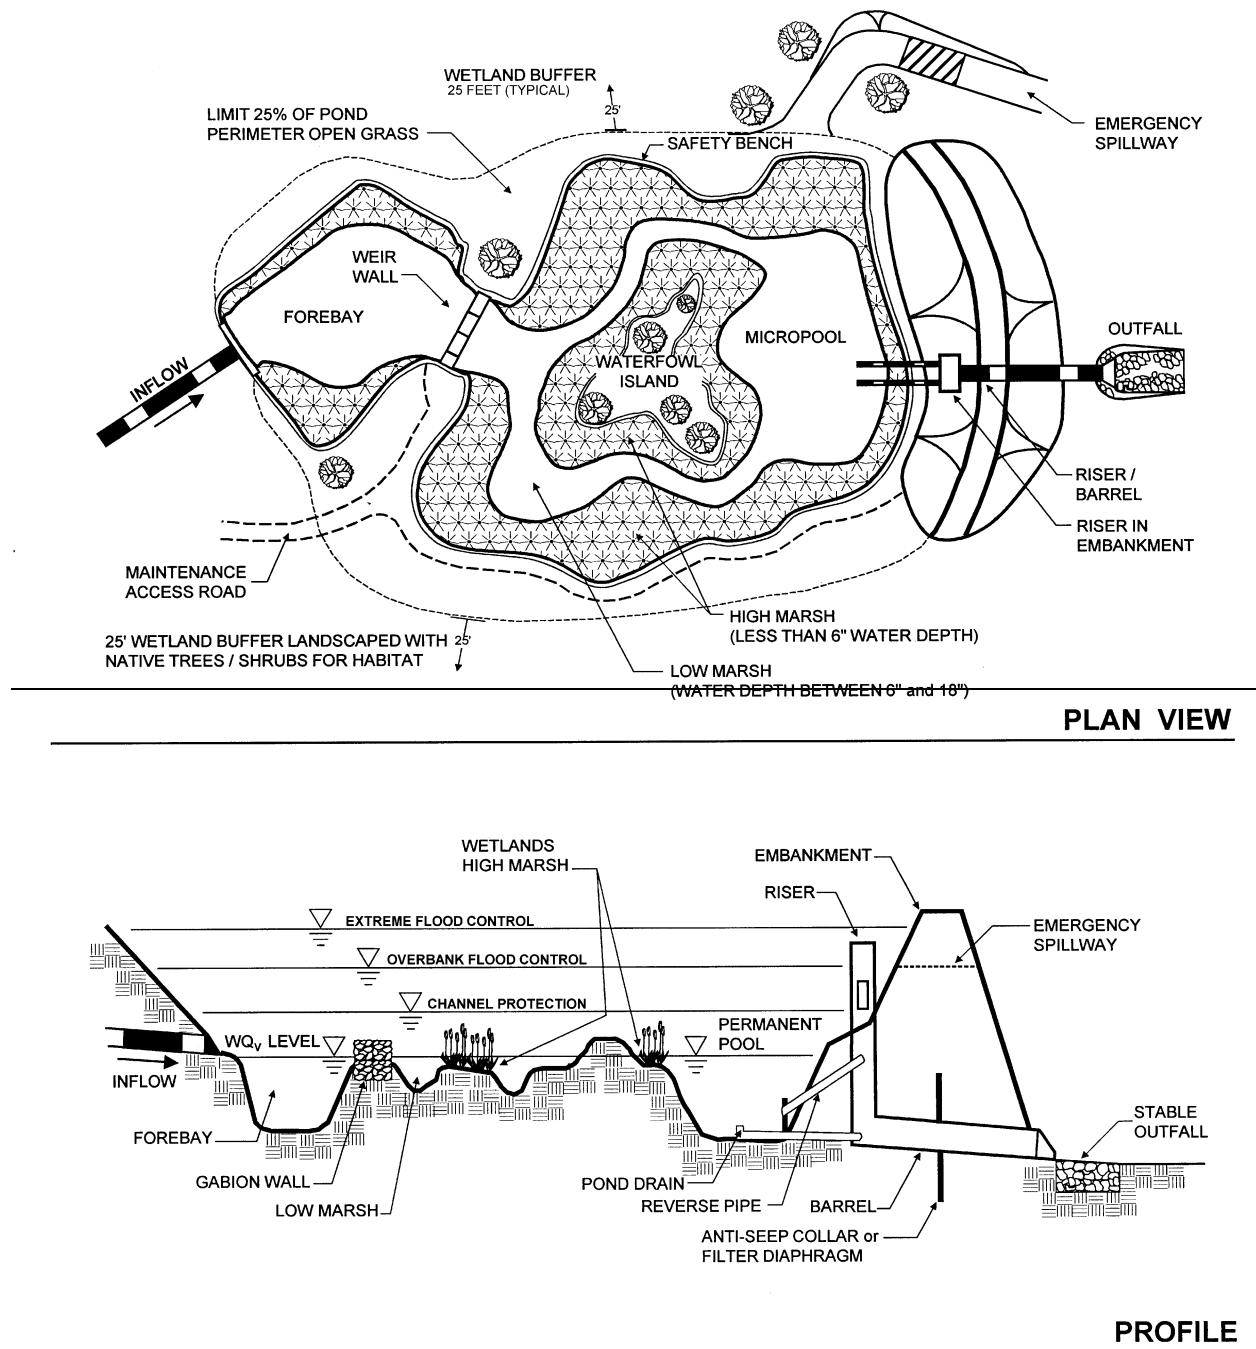 WETLAND BUFFER
25 FEET (TYPICAL)
25'
LIMIT 25% OF POND
PERIMETER OPEN GRASS
SAFETY BENCH
EMERGENCY
SPILLWAY
WEIR
WALL
FOREBAY
MICROPOOL
OUTFALL
WATERFOWL
ISLAND
INFLOW
RISER /
BARREL
RISER IN
EMBANKMENT
MAINTENANCE
ACCESS ROAD
HIGH MARSH
(LESS THAN 6" WATER DEPTH)
25' WETLAND BUFFER LANDSCAPED WITH
NATIVE TREES / SHRUBS FOR HABITAT
25'
LOW MARSH
(WATER DEPTH BETWEEN 6" and 18")
PLAN VIEW
WETLANDS
HIGH MARSH
EMBANKMENT
RISER
EXTREME FLOOD CONTROL
EMERGENCY
SPILLWAY
OVERBANK FLOOD CONTROL
CHANNEL PROTECTION
PERMANENT
POOL
WQv LEVEL
INFLOW
FOREBAY
STABLE
OUTFALL
GABION WALL
POND DRAIN
LOW MARSH
REVERSE PIPE
BARREL
ANTI-SEEP COLLAR or
FILTER DIAPHRAGM
PROFILE